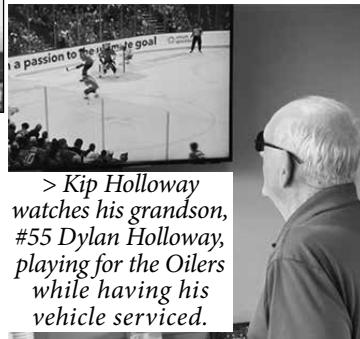 a passion to the ultimate goal
> Kip Holloway
watches his grandson,
#55 Dylan Holloway,
playing for the Oilers
while having his
vehicle serviced.